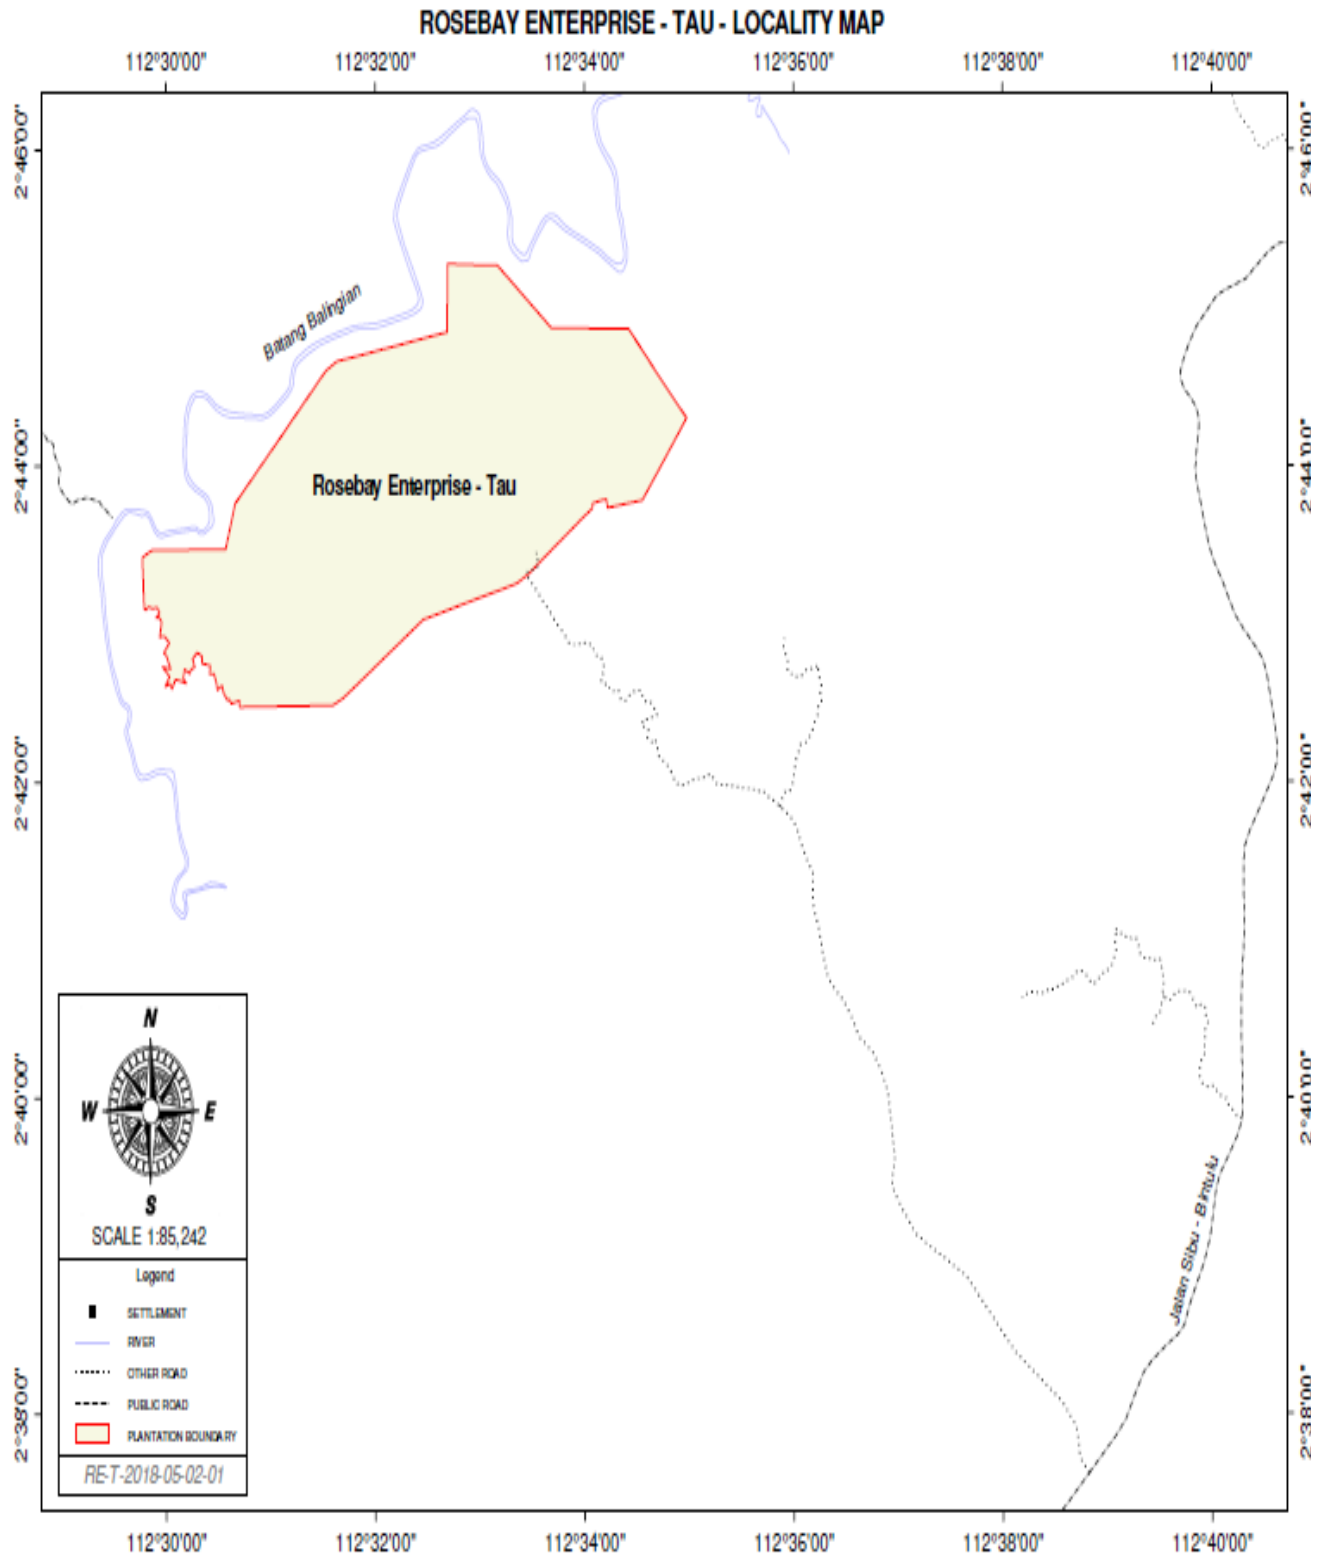 ROSEBAY ENTERPRISE - TAU - LOCALITY MAP
112°30'00" 112°32'00" 112°34'00" 112°36'00" 112°38'00" 112°40'00"
2°46'00" 2°46'00"
Batang Balingian
2°44'00" 2°44'00"
Rosebay Enterprise - Tau
2°42'00" 2°42'00"
N
W E
S
2°40'00" 2°40'00"
SCALE 1:85,242
Jalan Sibu - Bintulu
Legend
SETTLEMENT
RIVER
OTHER ROAD
PUBLIC ROAD
PLANTATION BOUNDARY
2°38'00" 2°38'00"
RE-T-2018-05-02-01
112°30'00" 112°32'00" 112°34'00" 112°36'00" 112°38'00" 112°40'00"